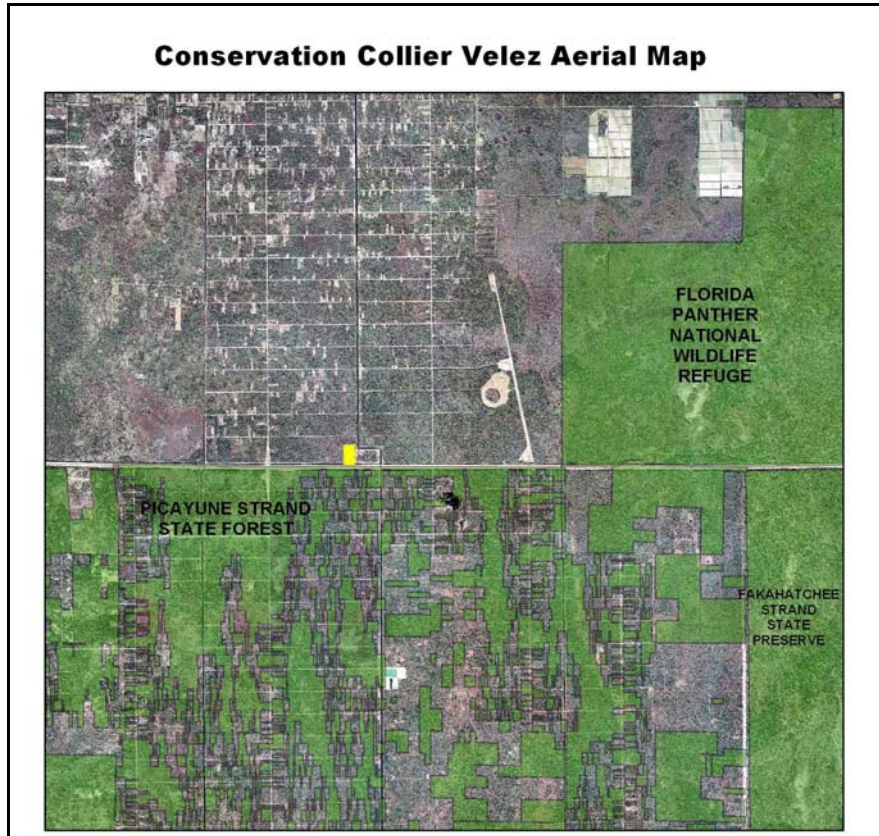 Conservation Collier Velez Aerial Map
FLORIDA
PANTHER
NATIONAL
WILDLIFE
REFUGE
PICAYUNE STRAND
STATE FOREST
FAKAHATCHEE
STRAND
STATE
PRESERVE